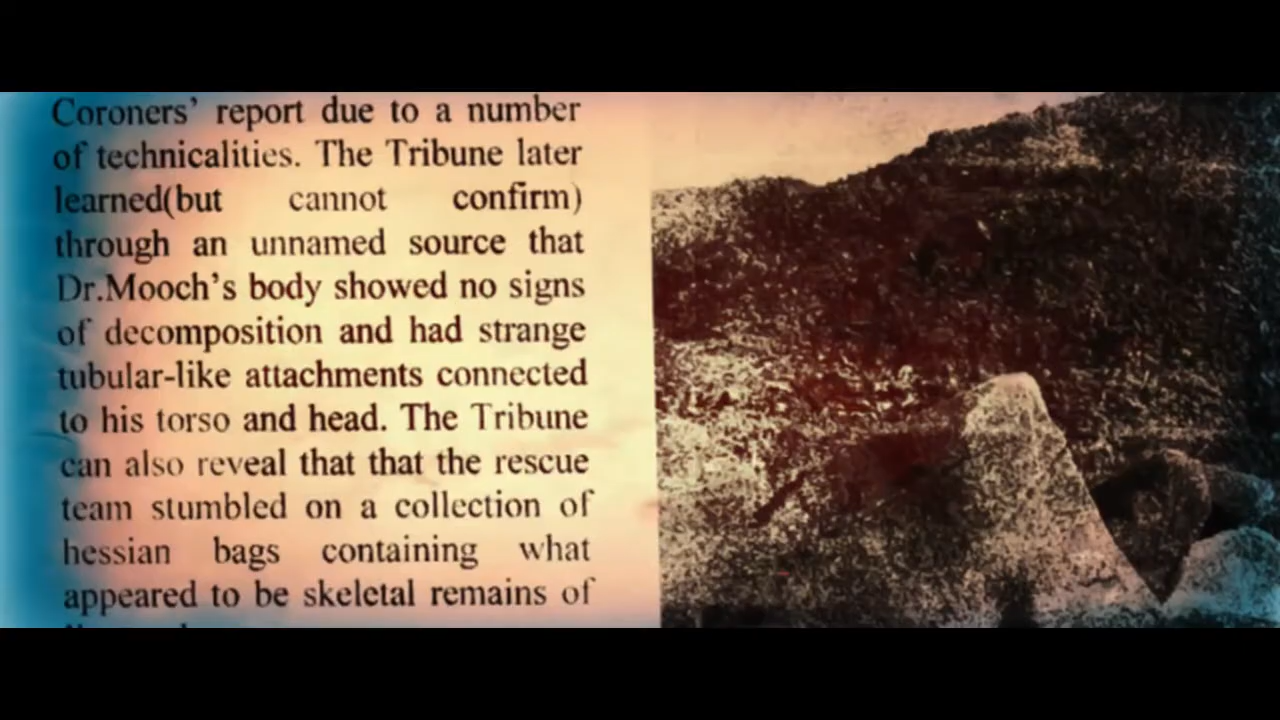 Coroners' report due to a number
of technicalities. The Tribune later
learned(but cannot confirm)
through an unnamed source that
Dr.Mooch's body showed no signs
of decomposition and had strange
tubular-like attachments connected
to his torso and head. The Tribune
can also reveal that that the rescue
team stumbled on a collection of
hessian bags containing what
appeared to be skeletal remains of